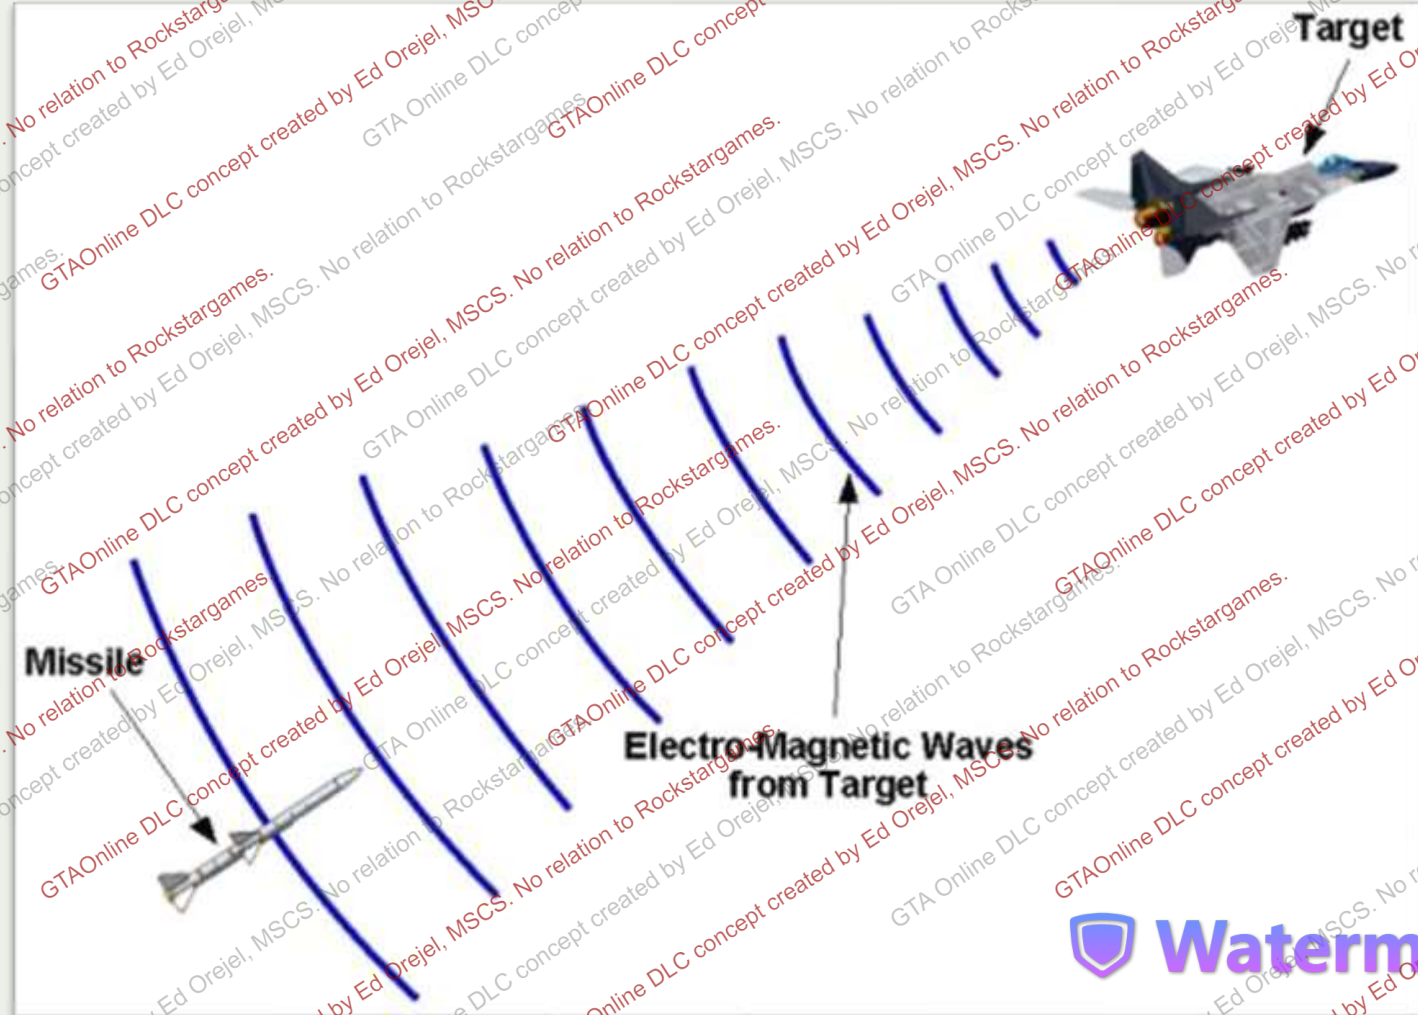 Target
Missile
Electro-Magnetic Waves
from Target
GTAOnline DLC concept created by Ed Orejel, MSCS. No relation to Rockstargames.
GTA Online DLC concept created by Ed Orejel, MSCS. No relation to Rockstargames.
Waterm